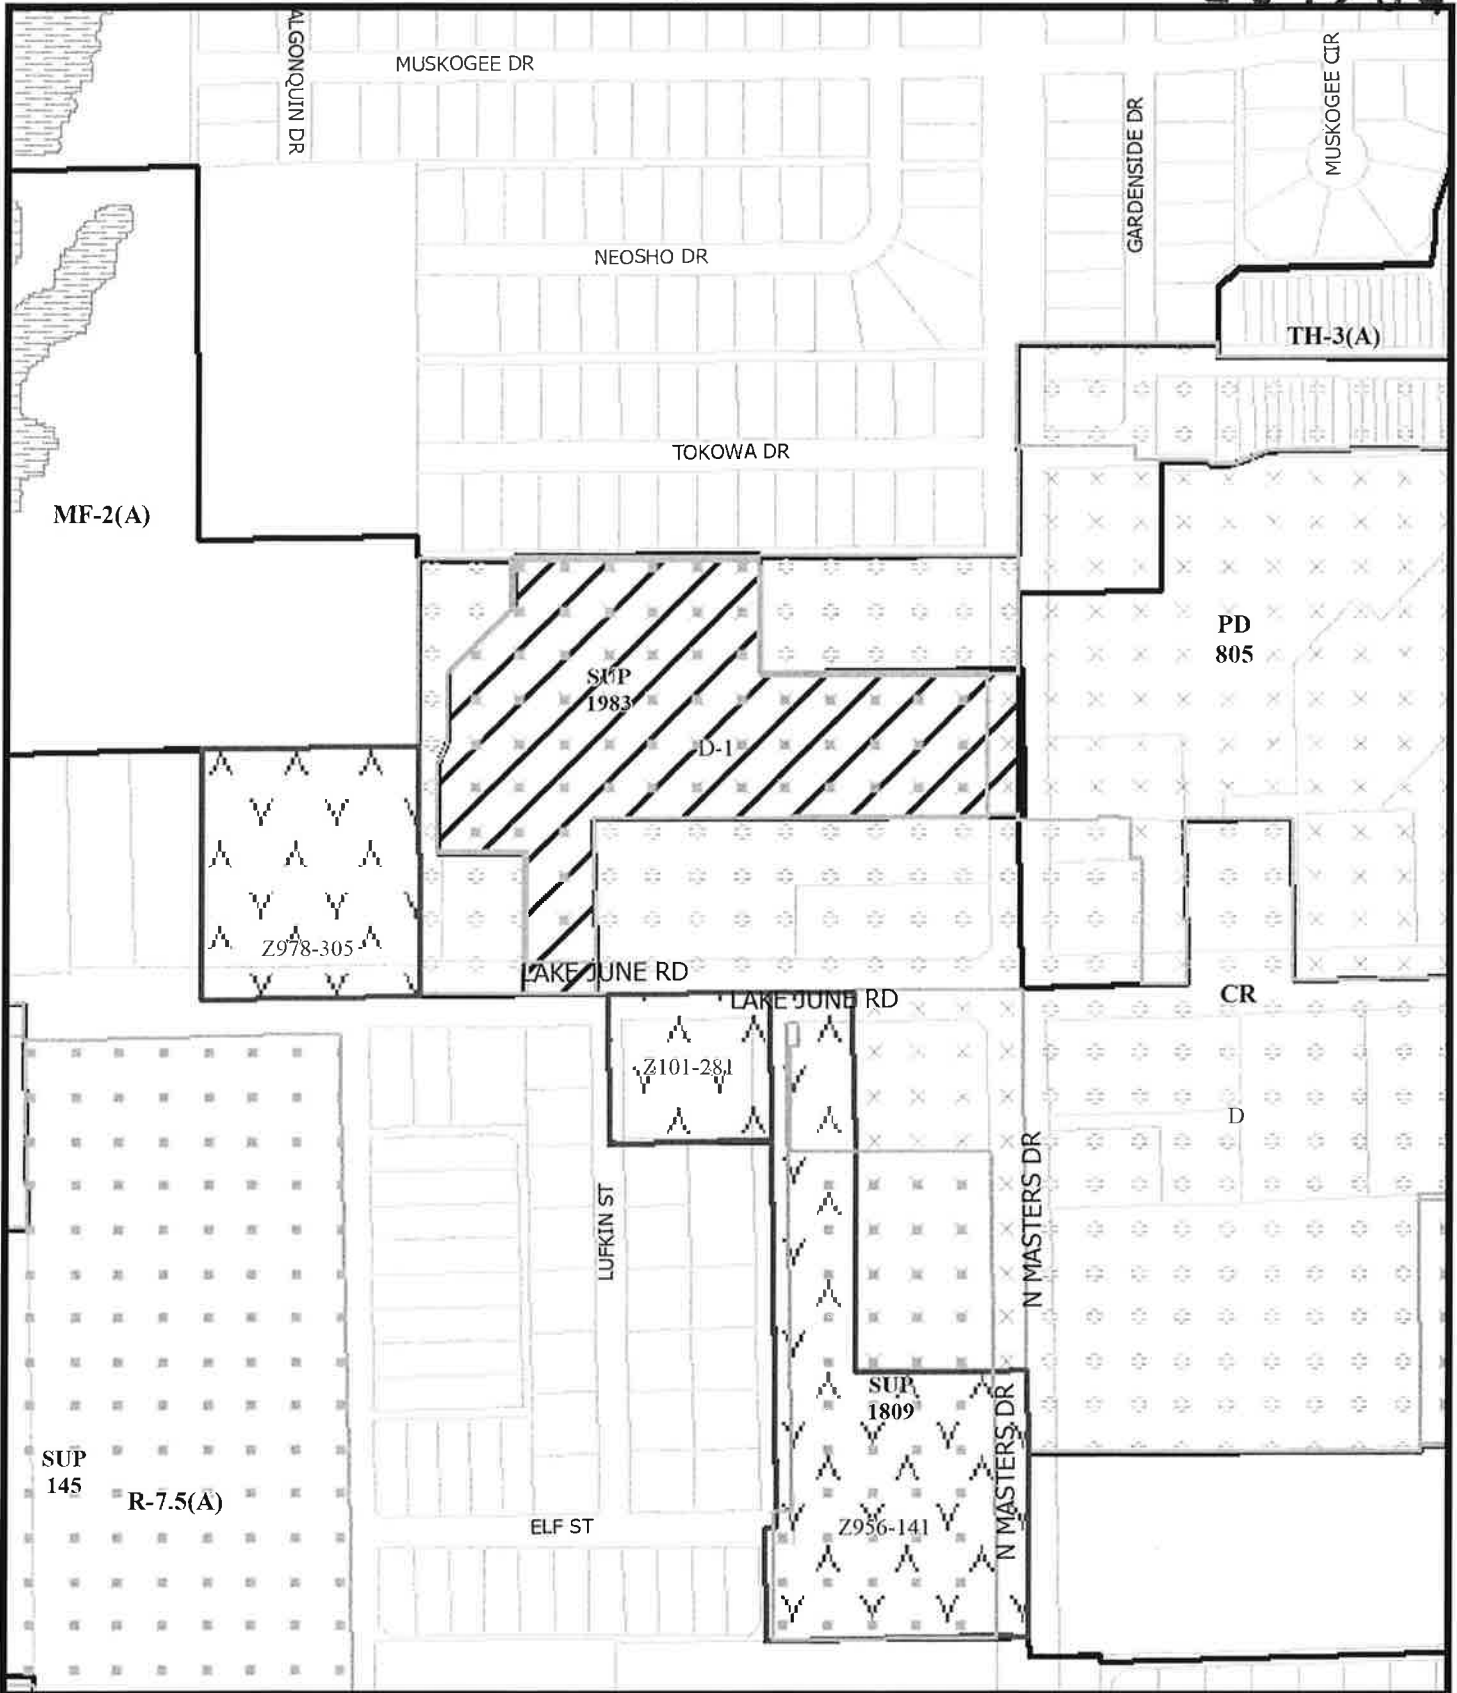 ALGONQUIN DR
MUSKOGEE DR
MUSKOGEE CIR
GARDENSIDE DR
NEOSHO DR
TH-3(A)
TOKOWA DR
MF-2(A)
PD
805
SUP
1983
D-1
Z978-305
LAKE JUNE RD
LAKE JUNE RD
CR
Z101-281
D
N MASTERS DR
LUFKIN ST
SUP
1809
N MASTERS DR
SUP
145
R-7.5(A)
ELF ST
Z956-141